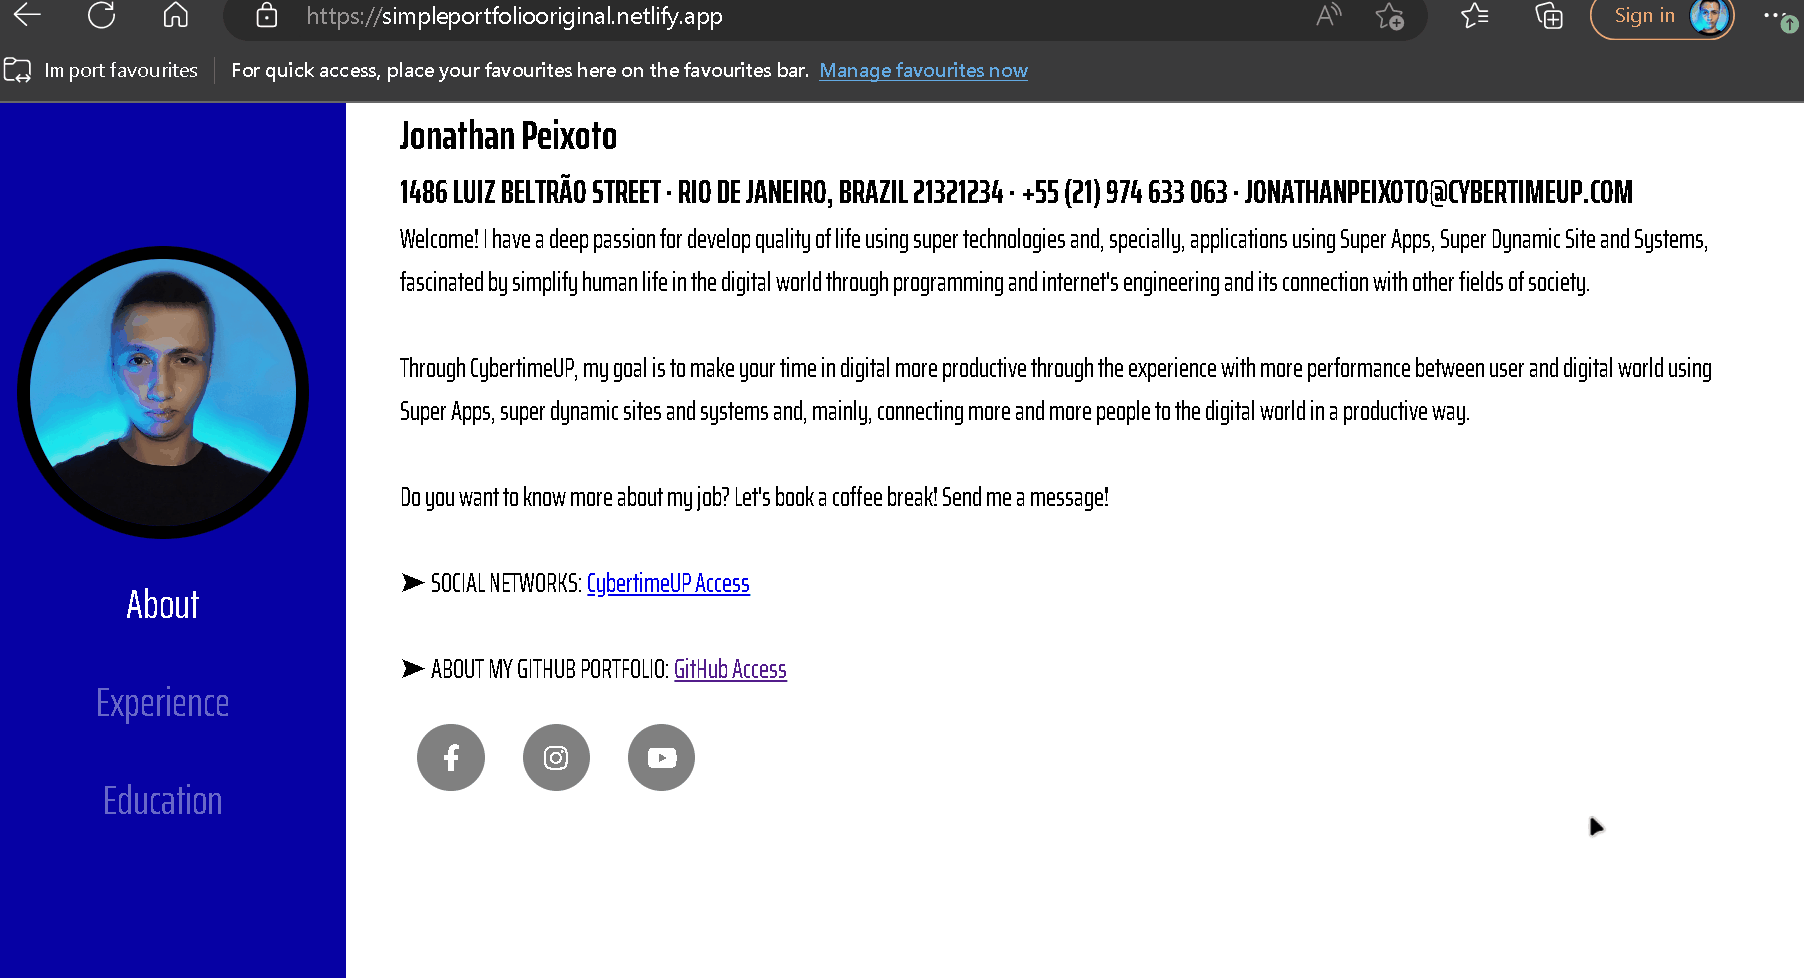 https://simpleportfoliooriginal.netlify.app
Sign in
Import favourites
For quick access, place your favourites here on the favourites bar. Manage favourites now
Jonathan Peixoto
1486 LUIZ BELTRÃO STREET · RIO DE JANEIRO, BRAZIL 21321234 · +55 (21) 974 633 063 · JONATHANPEIXOTO@CYBERTIMEUP.COM
Welcome! I have a deep passion for develop quality of life using super technologies and, specially, applications using Super Apps, Super Dynamic Site and Systems,
fascinated by simplify human life in the digital world through programming and internet's engineering and its connection with other fields of society.
Through CybertimeUP, my goal is to make your time in digital more productive through the experience with more performance between user and digital world using
Super Apps, super dynamic sites and systems and, mainly, connecting more and more people to the digital world in a productive way.
Do you want to know more about my job? Let's book a coffee break! Send me a message!
➤ SOCIAL NETWORKS: CybertimeUP Access
➤ ABOUT MY GITHUB PORTFOLIO: GitHub Access
About
Experience
Education